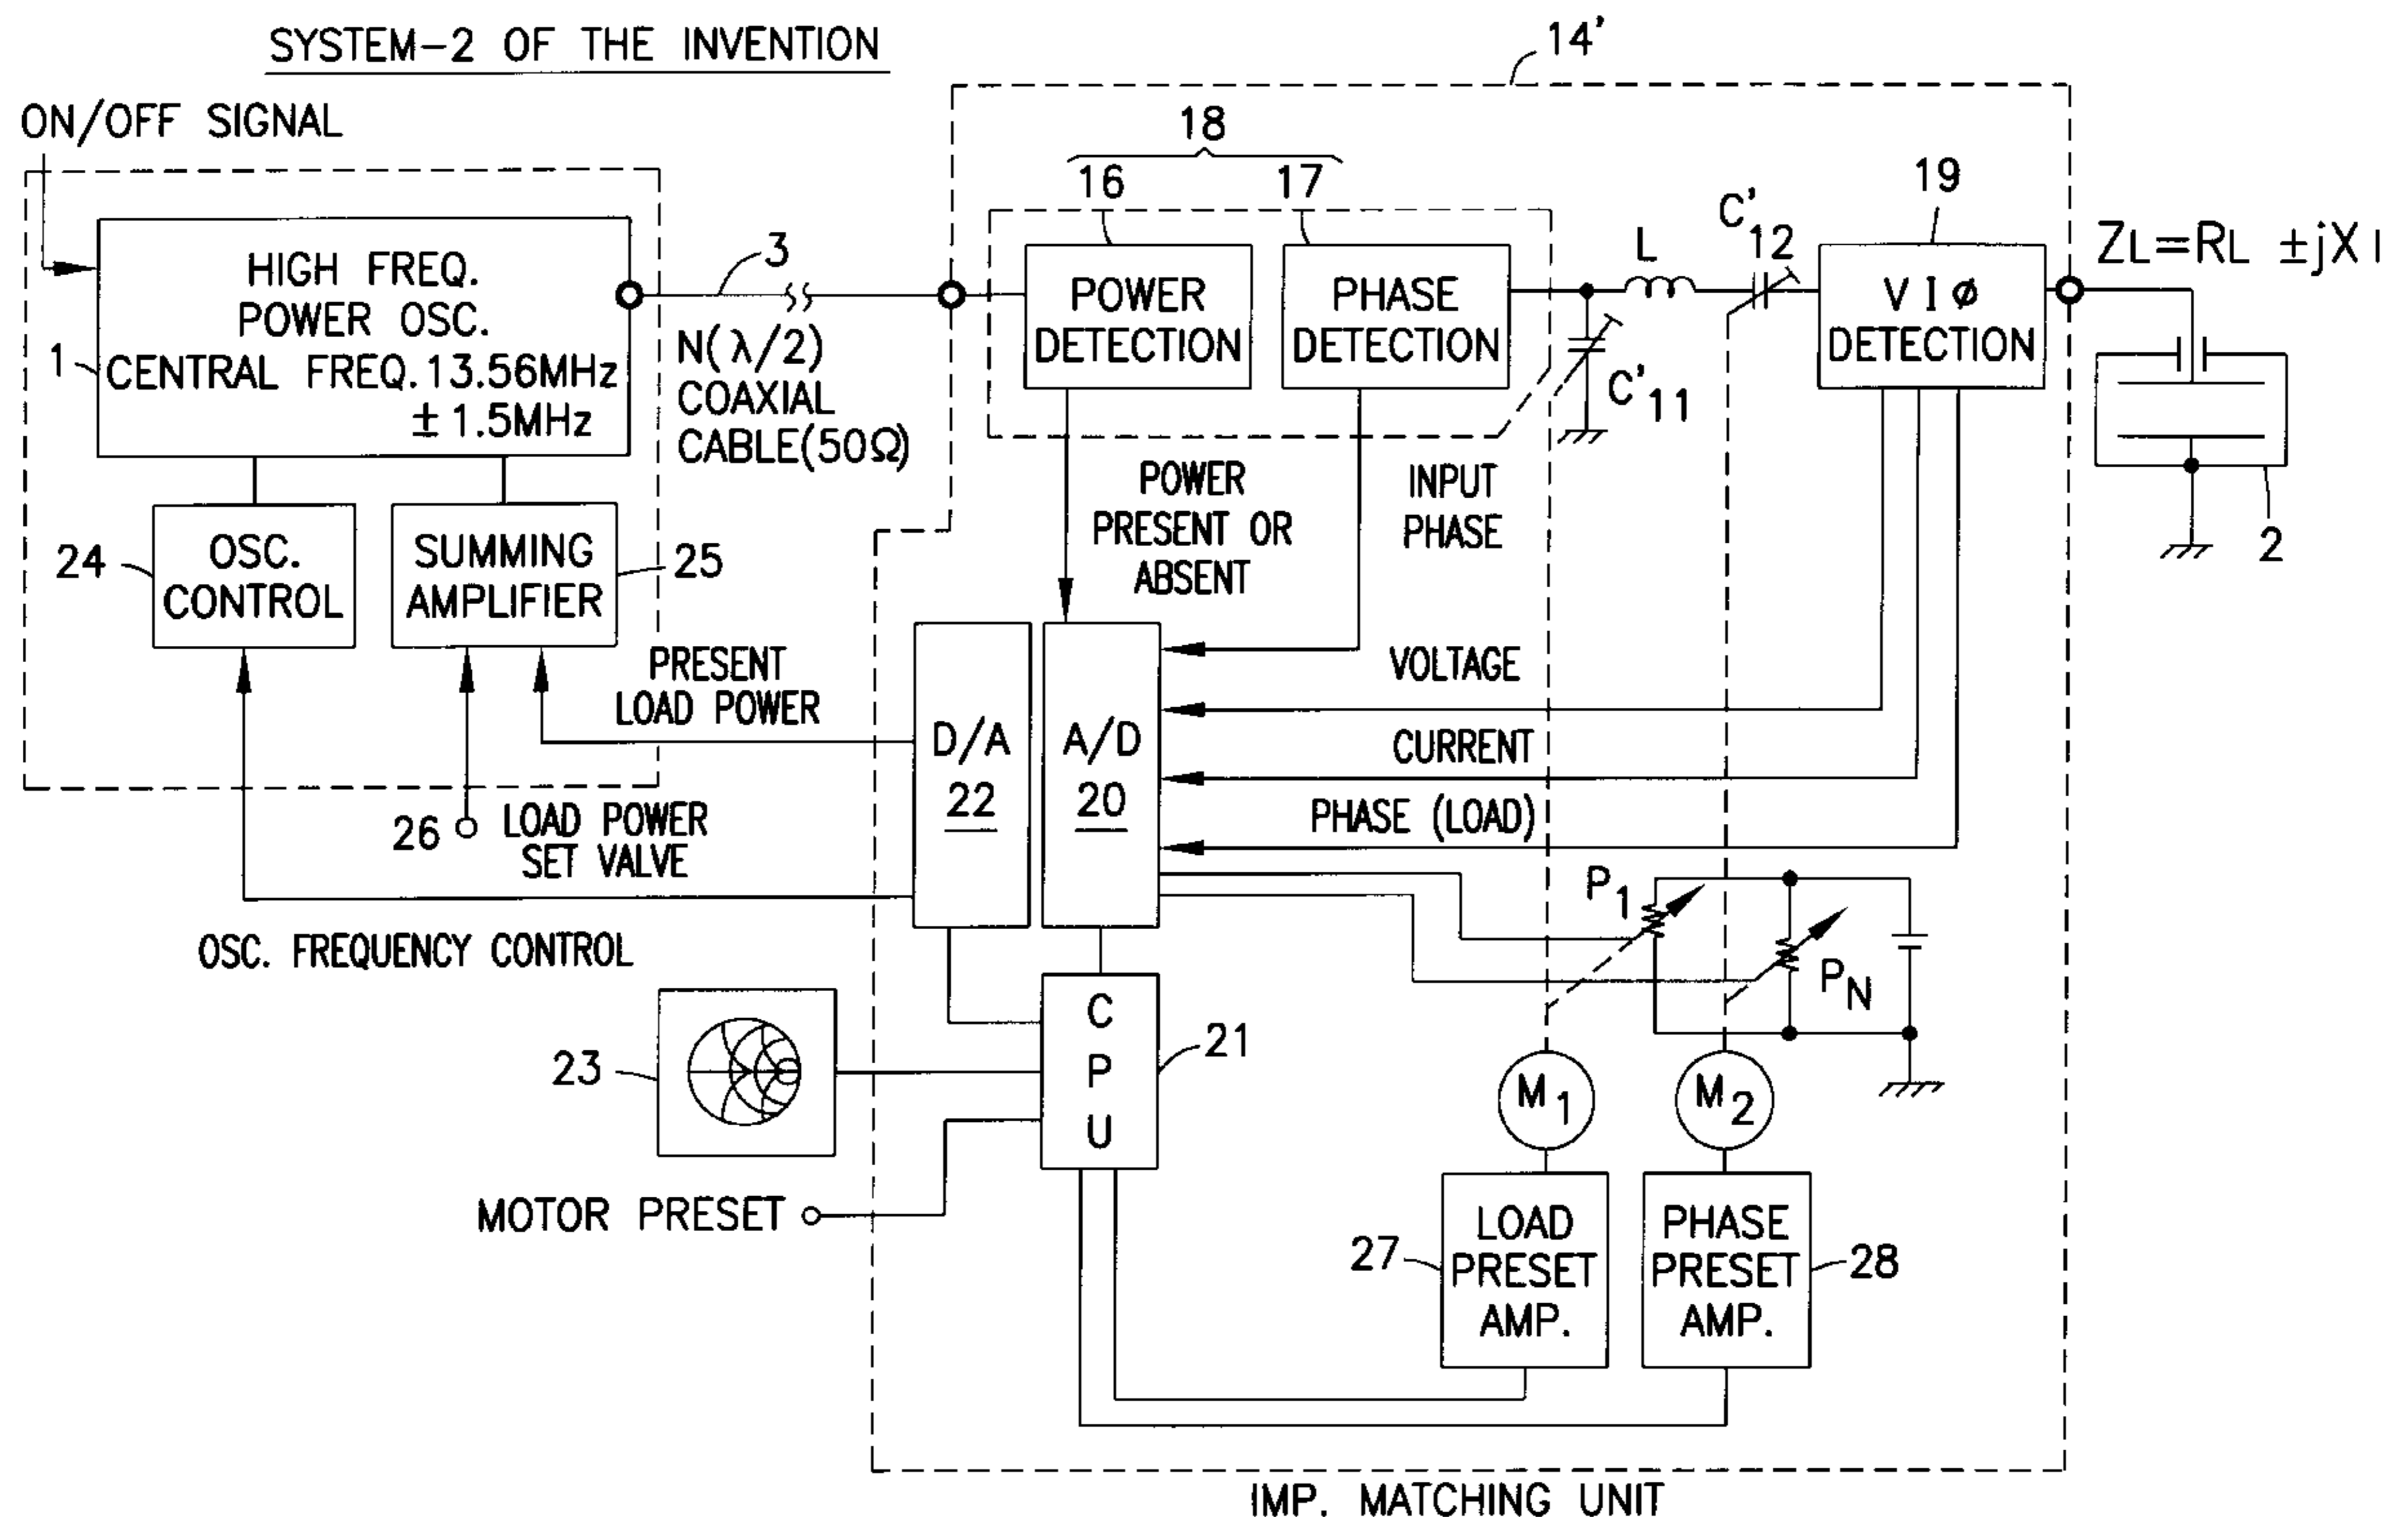 SYSTEM-2 OF THE INVENTION
14'
ON/OFF SIGNAL
18
16
17
19
HIGH FREQ.
POWER OSC.
CENTRAL FREQ. 13.56MHz
± 1.5MHz
1
3
N(λ/2)
COAXIAL
CABLE(50Ω)
POWER
DETECTION
PHASE
DETECTION
L
C'12
C'11
V I ø
DETECTION
ZL=RL ±jXI
2
24
OSC.
CONTROL
SUMMING
AMPLIFIER
25
POWER
PRESENT OR
ABSENT
INPUT
PHASE
PRESENT
LOAD POWER
VOLTAGE
CURRENT
PHASE (LOAD)
D/A
22
A/D
20
26
LOAD POWER
SET VALVE
OSC. FREQUENCY CONTROL
P1
PN
23
C
P
U
21
M1
M2
MOTOR PRESET
27
LOAD
PRESET
AMP.
PHASE
PRESET
AMP.
28
IMP. MATCHING UNIT